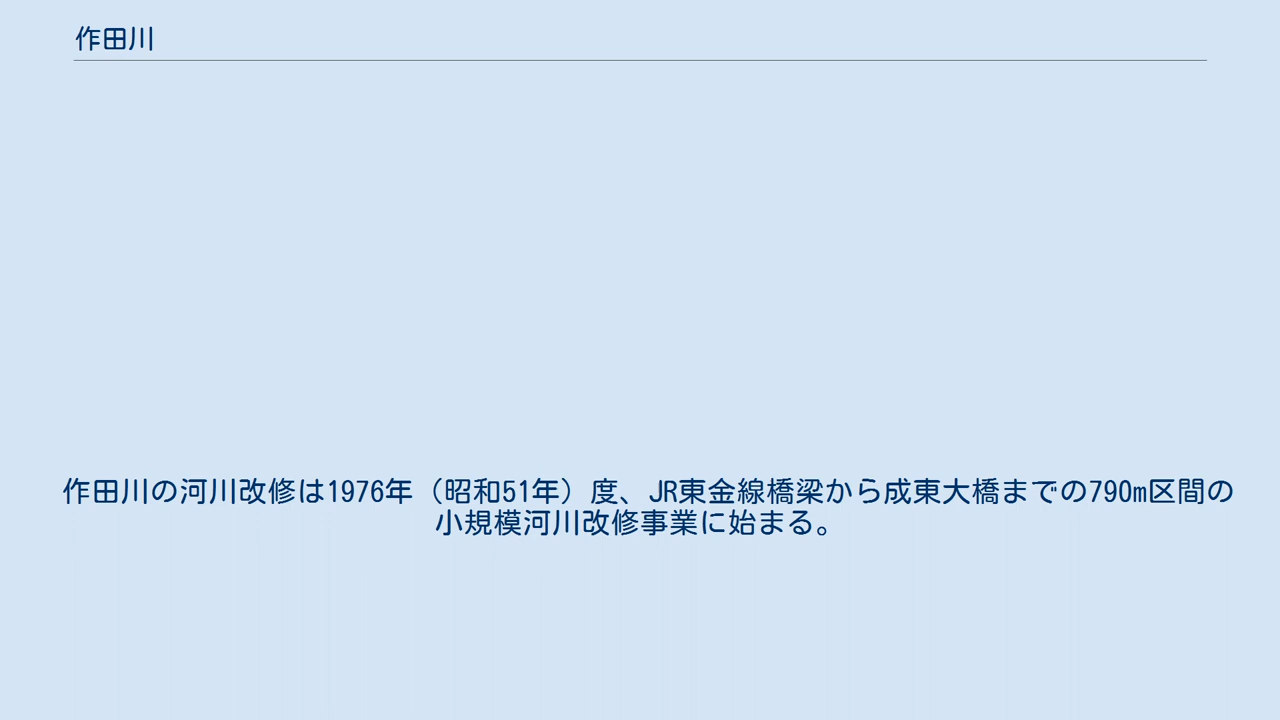 作田川
作田川の河川改修は1976年（昭和51年）度、JR東金線橋梁から成東大橋までの790m区間の
小規模河川改修事業に始まる。